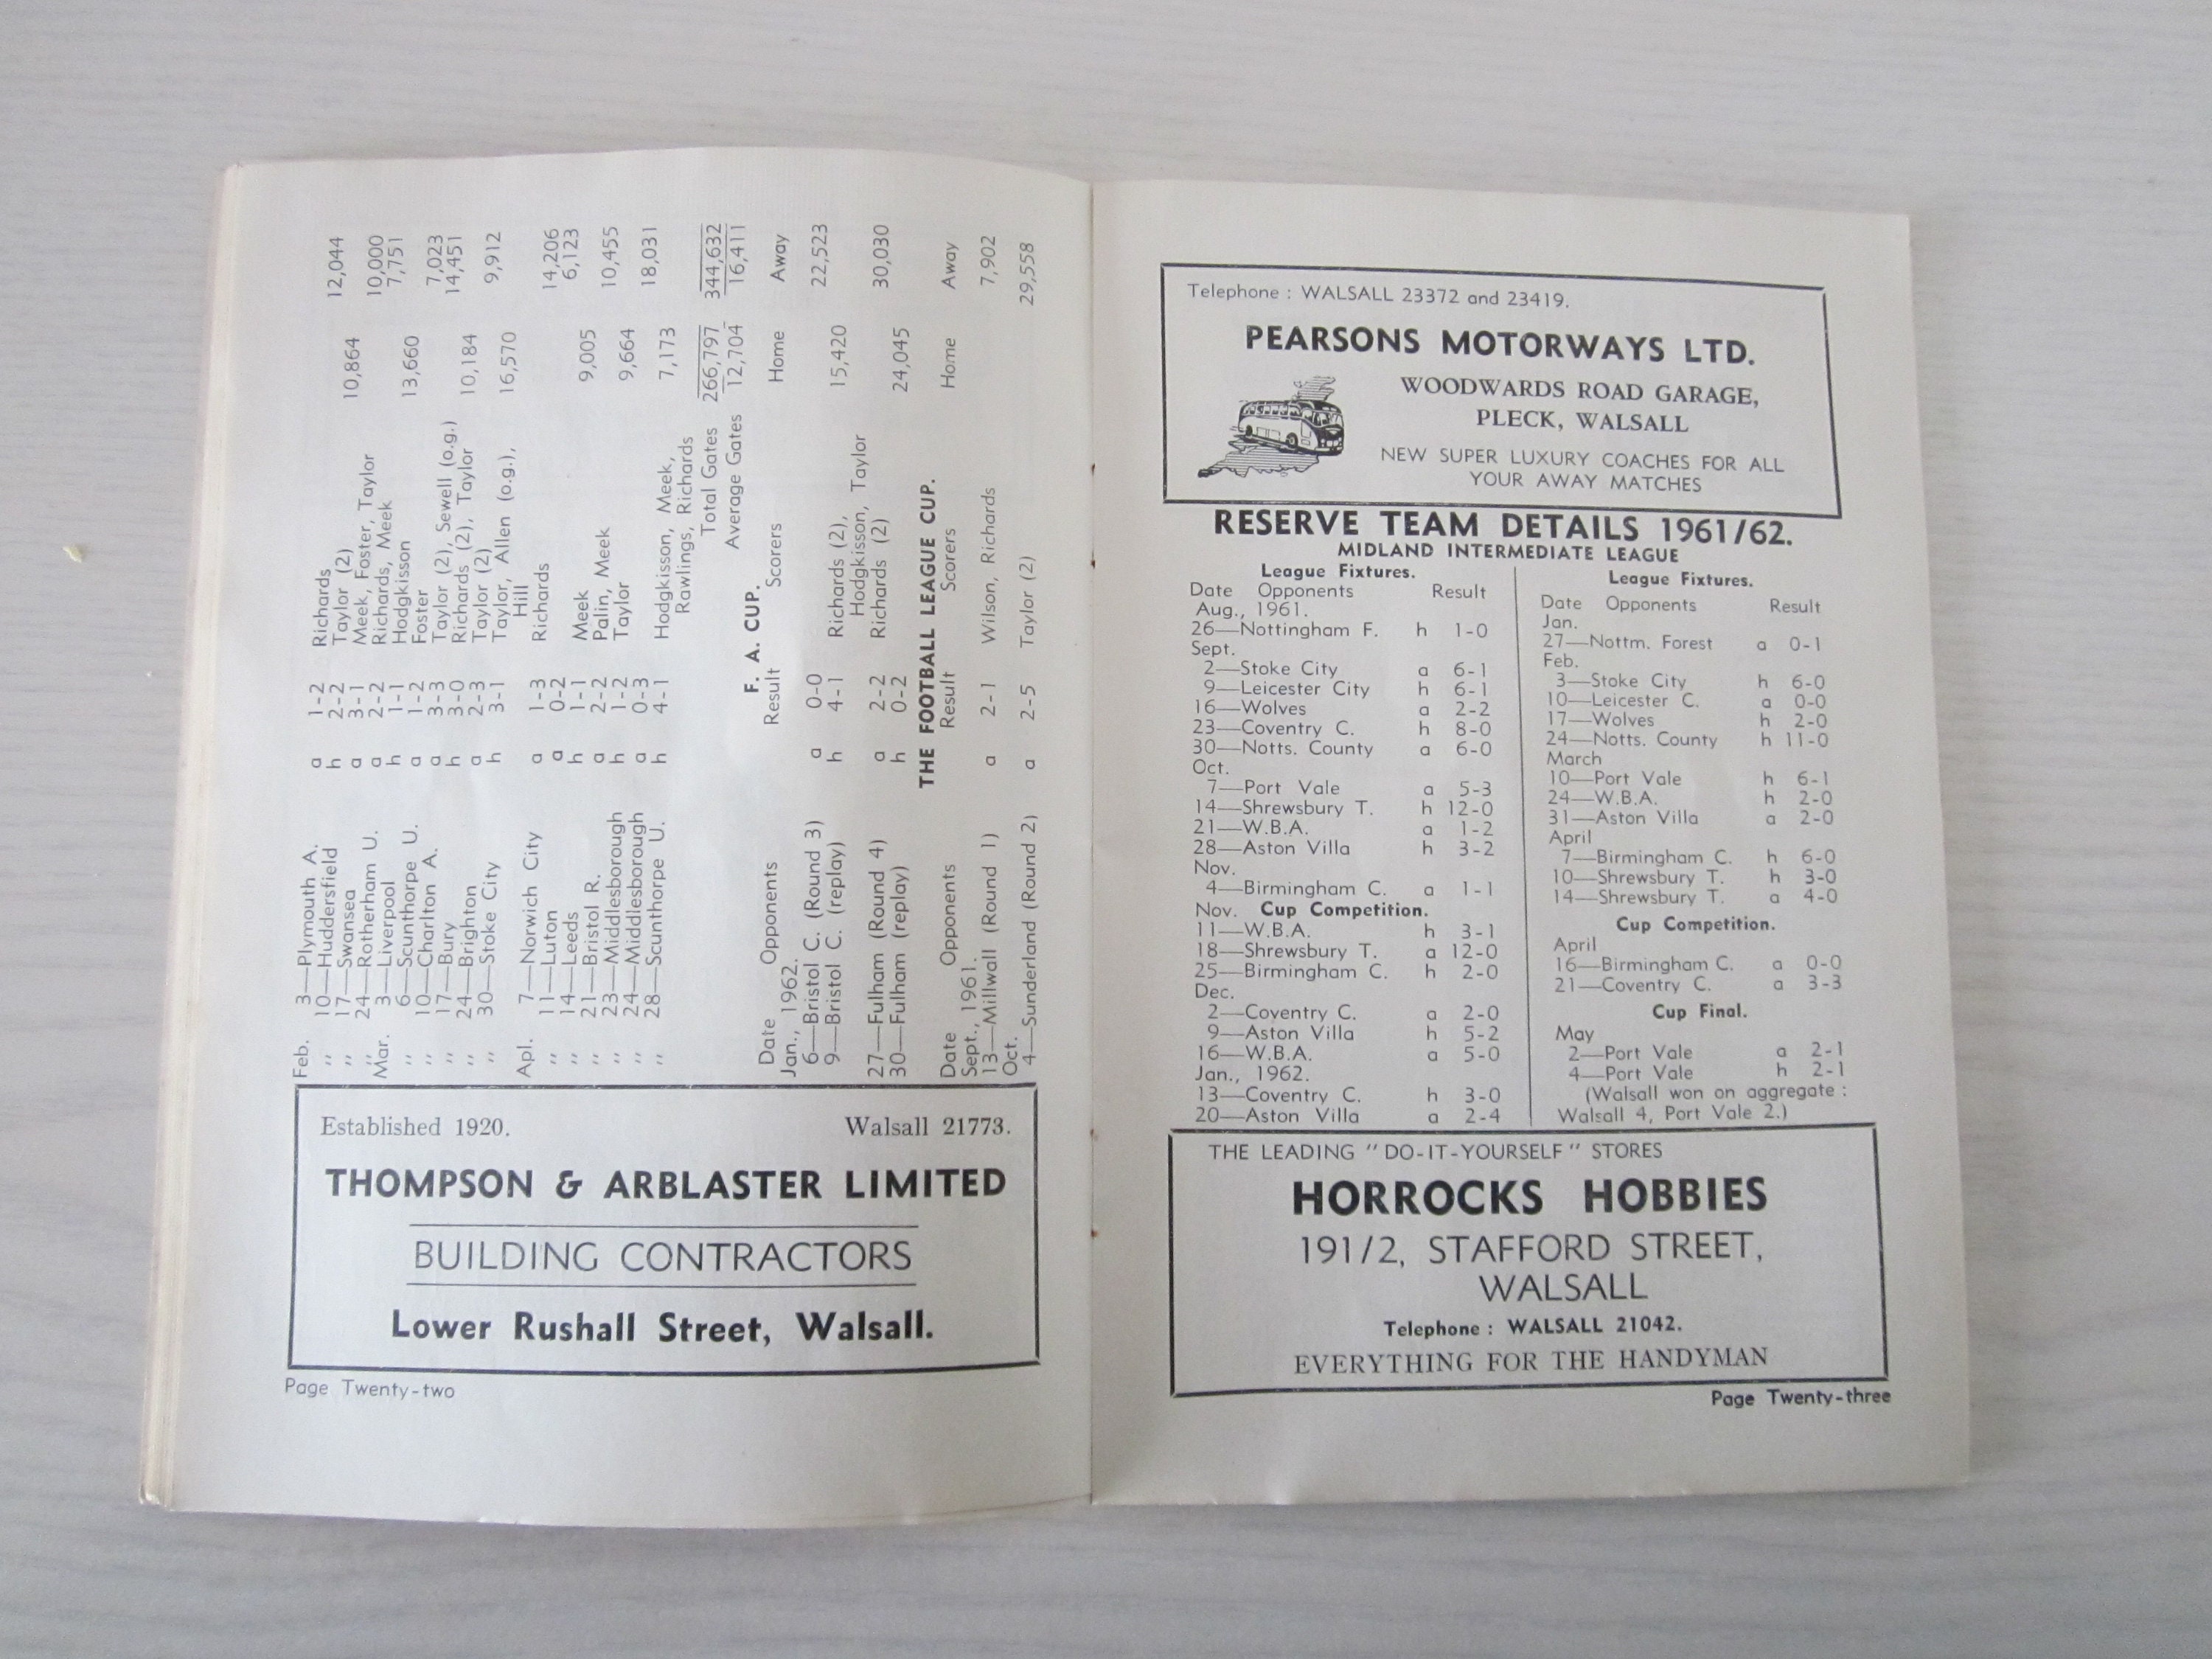 Feb. 3—Plymouth A. a 1-2 Richards 12,044
,, 10—Huddersfield h 2-2 Taylor (2) 10,864
,, 17—Swansea a 3-1 Meek, Foster, Taylor 10,000
,, 24—Rotherham U. a 2-2 Richards, Meek 7,751
Mar. 3—Liverpool h 1-1 Hodgkisson 13,660
,, 6—Scunthorpe U. a 1-2 Foster 7,023
,, 10—Charlton A. a 3-3 Taylor (2), Sewell (o.g.) 14,451
,, 17—Bury h 3-0 Richards (2), Taylor 10,184
,, 24—Brighton a 2-3 Taylor (2) 9,912
,, 30—Stoke City h 3-1 Taylor, Allen (o.g.), 16,570
Hill
Apl. 7—Norwich City a 1-3 Richards 14,206
,, 11—Luton a 0-2 6,123
,, 14—Leeds h 1-1 Meek 9,005
,, 21—Bristol R. a 2-2 Palin, Meek 10,455
,, 23—Middlesborough h 1-2 Taylor 9,664
,, 24—Middlesborough a 0-3 18,031
,, 28—Scunthorpe U. h 4-1 Hodgkisson, Meek, 7,173
Rawlings, Richards
Total Gates 266,797 344,632
Average Gates 12,704 16,411
F. A. CUP.
Date Opponents Result Scorers Home Away
Jan., 1962.
6—Bristol C. (Round 3) a 0-0 22,523
9—Bristol C. (replay) h 4-1 Richards (2), 15,420
Hodgkisson, Taylor
27—Fulham (Round 4) a 2-2 Richards (2) 30,030
30—Fulham (replay) h 0-2 24,045
THE FOOTBALL LEAGUE CUP.
Date Opponents Result Scorers Home Away
Sept., 1961.
13—Millwall (Round 1) a 2-1 Wilson, Richards 7,902
Oct.
4—Sunderland (Round 2) a 2-5 Taylor (2) 29,558
Established 1920. Walsall 21773.
THOMPSON & ARBLASTER LIMITED
BUILDING CONTRACTORS
Lower Rushall Street, Walsall.
Page Twenty-two
Telephone : WALSALL 23372 and 23419.
PEARSONS MOTORWAYS LTD.
WOODWARDS ROAD GARAGE,
PLECK, WALSALL
NEW SUPER LUXURY COACHES FOR ALL
YOUR AWAY MATCHES
RESERVE TEAM DETAILS 1961/62.
MIDLAND INTERMEDIATE LEAGUE
League Fixtures.
Date Opponents Result
Aug., 1961.
26—Nottingham F. h 1-0
Sept.
2—Stoke City a 6-1
9—Leicester City h 6-1
16—Wolves a 2-2
23—Coventry C. h 8-0
30—Notts. County a 6-0
Oct.
7—Port Vale a 5-3
14—Shrewsbury T. h 12-0
21—W.B.A. a 1-2
28—Aston Villa h 3-2
Nov.
4—Birmingham C. a 1-1
Nov. Cup Competition.
11—W.B.A. h 3-1
18—Shrewsbury T. a 12-0
25—Birmingham C. h 2-0
Dec.
2—Coventry C. a 2-0
9—Aston Villa h 5-2
16—W.B.A. a 5-0
Jan., 1962.
13—Coventry C. h 3-0
20—Aston Villa a 2-4
League Fixtures.
Date Opponents Result
Jan.
27—Nottm. Forest a 0-1
Feb.
3—Stoke City h 6-0
10—Leicester C. a 0-0
17—Wolves h 2-0
24—Notts. County h 11-0
March
10—Port Vale h 6-1
24—W.B.A. h 2-0
31—Aston Villa a 2-0
April
7—Birmingham C. h 6-0
10—Shrewsbury T. h 3-0
14—Shrewsbury T. a 4-0
Cup Competition.
April
16—Birmingham C. a 0-0
21—Coventry C. a 3-3
Cup Final.
May
2—Port Vale a 2-1
4—Port Vale h 2-1
(Walsall won on aggregate :
Walsall 4, Port Vale 2.)
THE LEADING "DO-IT-YOURSELF" STORES
HORROCKS HOBBIES
191/2, STAFFORD STREET,
WALSALL
Telephone : WALSALL 21042.
EVERYTHING FOR THE HANDYMAN
Page Twenty-three